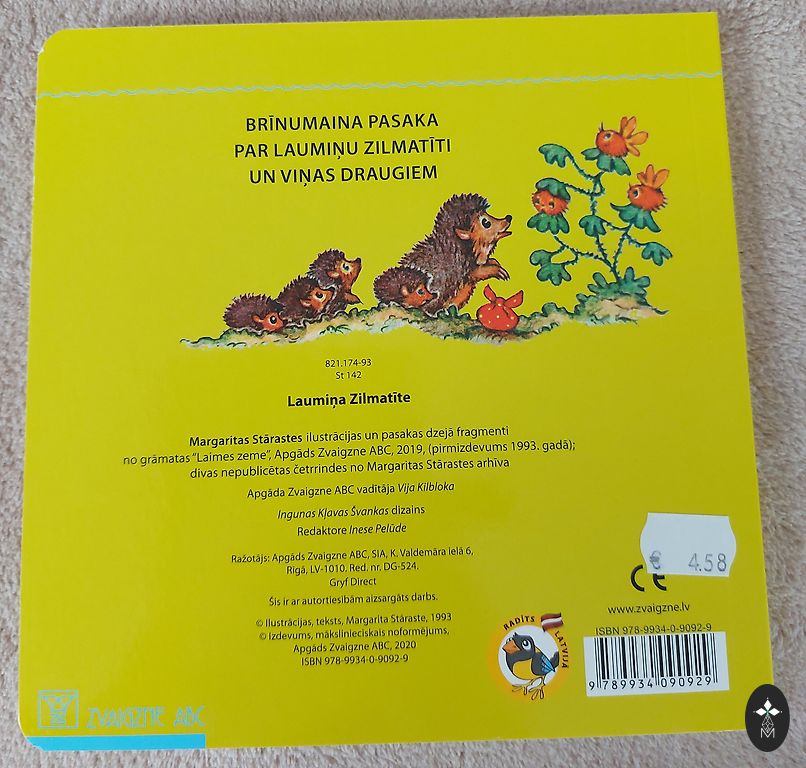 BRĪNUMAINA PASAKA
PAR LAUMIŅU ZILMATĪTI
UN VIŅAS DRAUGIEM
821.174-93
St 142
Laumiņa Zilmatīte
Margaritas Stārastes ilustrācijas un pasakas dzejā fragmenti
no grāmatas "Laimes zeme", Apgāds Zvaigzne ABC, 2019, (pirmizdevums 1993. gadā);
divas nepublicētas četrrindes no Margaritas Stārastes arhīva
Apgāda Zvaigzne ABC vadītāja Vija Kilbloka
Ingunas Kļavas Švankas dizains
Redaktore Inese Pelūde
Ražotājs: Apgāds Zvaigzne ABC, SIA, K. Valdemāra ielā 6,
Rīgā, LV-1010. Red. nr. DG-524.
Gryf Direct
Šis ir ar autortiesībām aizsargāts darbs.
© Ilustrācijas, teksts, Margarita Stāraste, 1993
© Izdevums, mākslinieciskais noformējums,
Apgāds Zvaigzne ABC, 2020
ISBN 978-9934-0-9092-9
RADĪTS LATVIJĀ
€ 4.58
CE
www.zvaigzne.lv
ISBN 978-9934-0-9092-9
9 789934 090929
ZVAIGZNE ABC
M